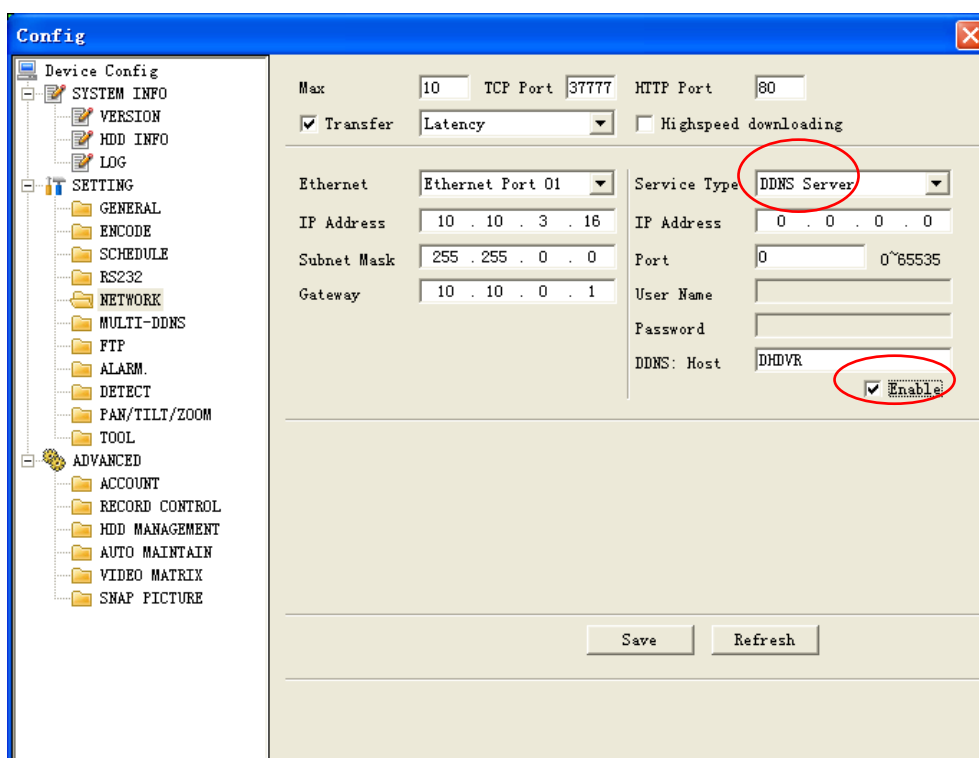 Config
Device Config
SYSTEM INFO
VERSION
HDD INFO
LOG
SETTING
GENERAL
ENCODE
SCHEDULE
RS232
NETWORK
MULTI-DDNS
FTP
ALARM.
DETECT
PAN/TILT/ZOOM
TOOL
ADVANCED
ACCOUNT
RECORD CONTROL
HDD MANAGEMENT
AUTO MAINTAIN
VIDEO MATRIX
SNAP PICTURE
Max 10 TCP Port 37777 HTTP Port 80
Transfer Latency Highspeed downloading
Ethernet Ethernet Port 01
IP Address 10 . 10 . 3 . 16
Subnet Mask 255 . 255 . 0 . 0
Gateway 10 . 10 . 0 . 1
Service Type DDNS Server
IP Address 0 . 0 . 0 . 0
Port 0 0~65535
User Name
Password
DDNS: Host DHDVR
Enable
Save Refresh